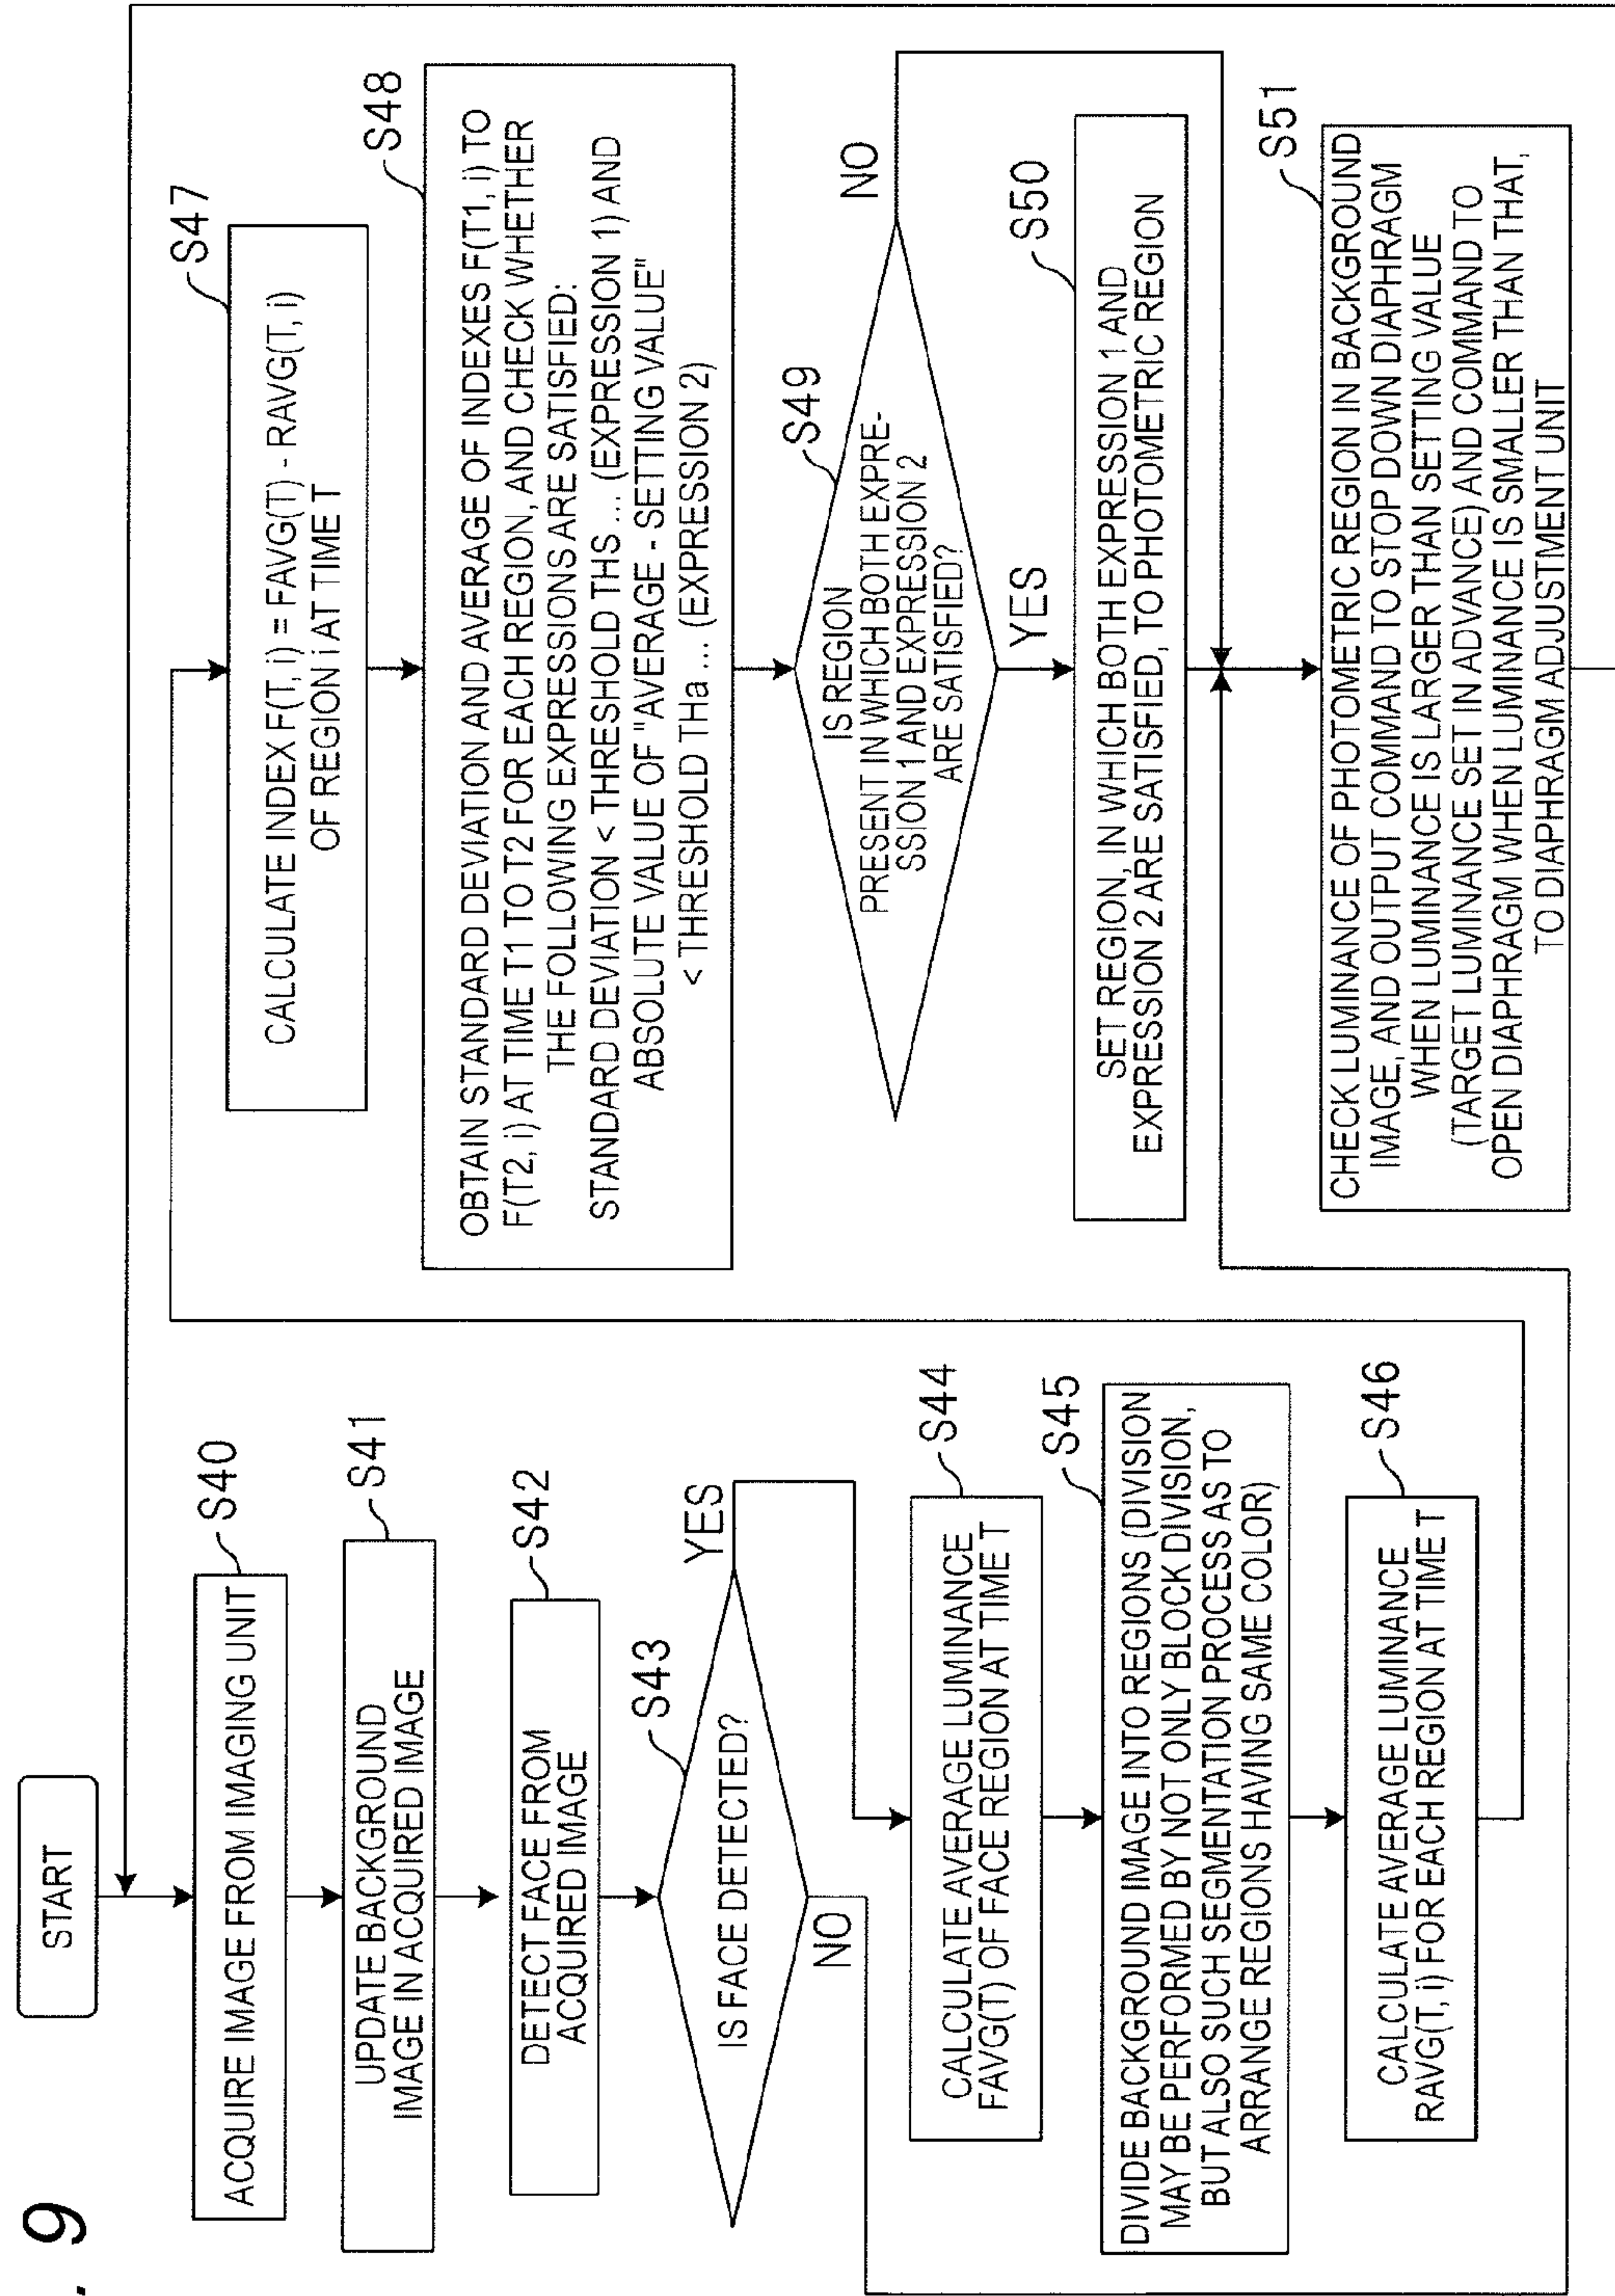 . 9
START
ACQUIRE IMAGE FROM IMAGING UNIT
S40
UPDATE BACKGROUND
IMAGE IN ACQUIRED IMAGE
S41
DETECT FACE FROM
ACQUIRED IMAGE
S42
IS FACE DETECTED?
S43
YES
NO
CALCULATE AVERAGE LUMINANCE
FAVG(T) OF FACE REGION AT TIME T
S44
DIVIDE BACKGROUND IMAGE INTO REGIONS (DIVISION
MAY BE PERFORMED BY NOT ONLY BLOCK DIVISION,
BUT ALSO SUCH SEGMENTATION PROCESS AS TO
ARRANGE REGIONS HAVING SAME COLOR)
S45
CALCULATE AVERAGE LUMINANCE
RAVG(T, i) FOR EACH REGION AT TIME T
S46
CALCULATE INDEX F(T, i) = FAVG(T) - RAVG(T, i)
OF REGION i AT TIME T
S47
OBTAIN STANDARD DEVIATION AND AVERAGE OF INDEXES F(T1, i) TO
F(T2, i) AT TIME T1 TO T2 FOR EACH REGION, AND CHECK WHETHER
THE FOLLOWING EXPRESSIONS ARE SATISFIED:
STANDARD DEVIATION < THRESHOLD THS ... (EXPRESSION 1) AND
ABSOLUTE VALUE OF "AVERAGE - SETTING VALUE"
< THRESHOLD THa ... (EXPRESSION 2)
S48
IS REGION
PRESENT IN WHICH BOTH EXPRE-
SSION 1 AND EXPRESSION 2
ARE SATISFIED?
S49
NO
YES
SET REGION, IN WHICH BOTH EXPRESSION 1 AND
EXPRESSION 2 ARE SATISFIED, TO PHOTOMETRIC REGION
S50
CHECK LUMINANCE OF PHOTOMETRIC REGION IN BACKGROUND
IMAGE, AND OUTPUT COMMAND TO STOP DOWN DIAPHRAGM
WHEN LUMINANCE IS LARGER THAN SETTING VALUE
(TARGET LUMINANCE SET IN ADVANCE) AND COMMAND TO
OPEN DIAPHRAGM WHEN LUMINANCE IS SMALLER THAN THAT,
TO DIAPHRAGM ADJUSTMENT UNIT
S51